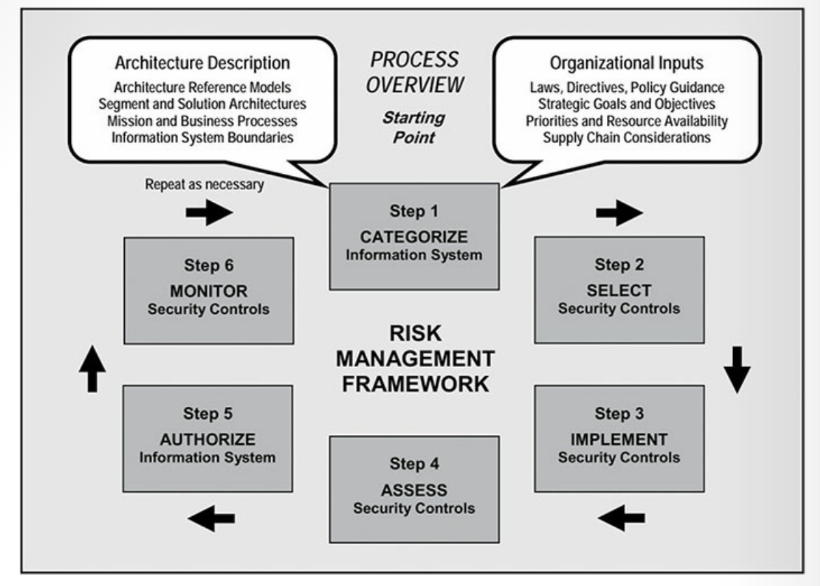 Architecture Description
Architecture Reference Models
Segment and Solution Architectures
Mission and Business Processes
Information System Boundaries
PROCESS
OVERVIEW
Starting
Point
Organizational Inputs
Laws, Directives, Policy Guidance
Strategic Goals and Objectives
Priorities and Resource Availability
Supply Chain Considerations
Repeat as necessary
Step 1
CATEGORIZE
Information System
Step 2
SELECT
Security Controls
Step 3
IMPLEMENT
Security Controls
Step 4
ASSESS
Security Controls
Step 5
AUTHORIZE
Information System
Step 6
MONITOR
Security Controls
RISK
MANAGEMENT
FRAMEWORK